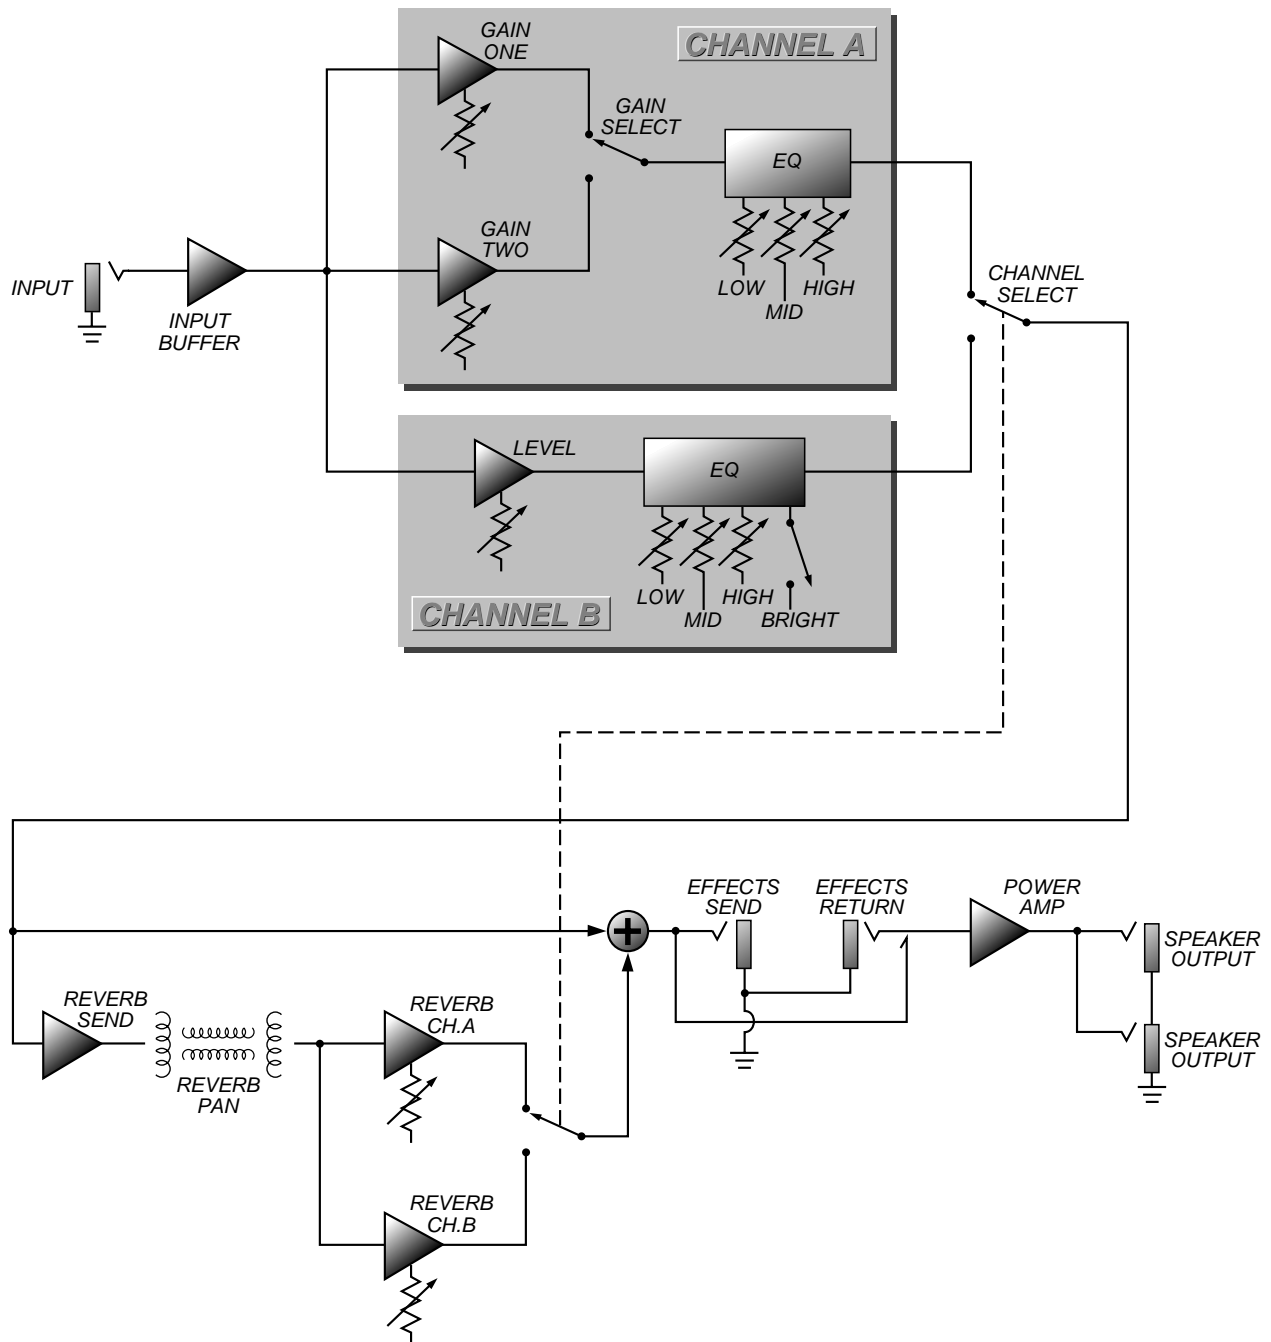 GAIN
ONE
CHANNEL A
GAIN
SELECT
EQ
GAIN
TWO
LOW
HIGH
MID
CHANNEL
SELECT
INPUT
INPUT
BUFFER
LEVEL
EQ
LOW
HIGH
MID
BRIGHT
CHANNEL B
EFFECTS
SEND
EFFECTS
RETURN
POWER
AMP
SPEAKER
OUTPUT
REVERB
SEND
REVERB
PAN
REVERB
CH.A
SPEAKER
OUTPUT
REVERB
CH.B